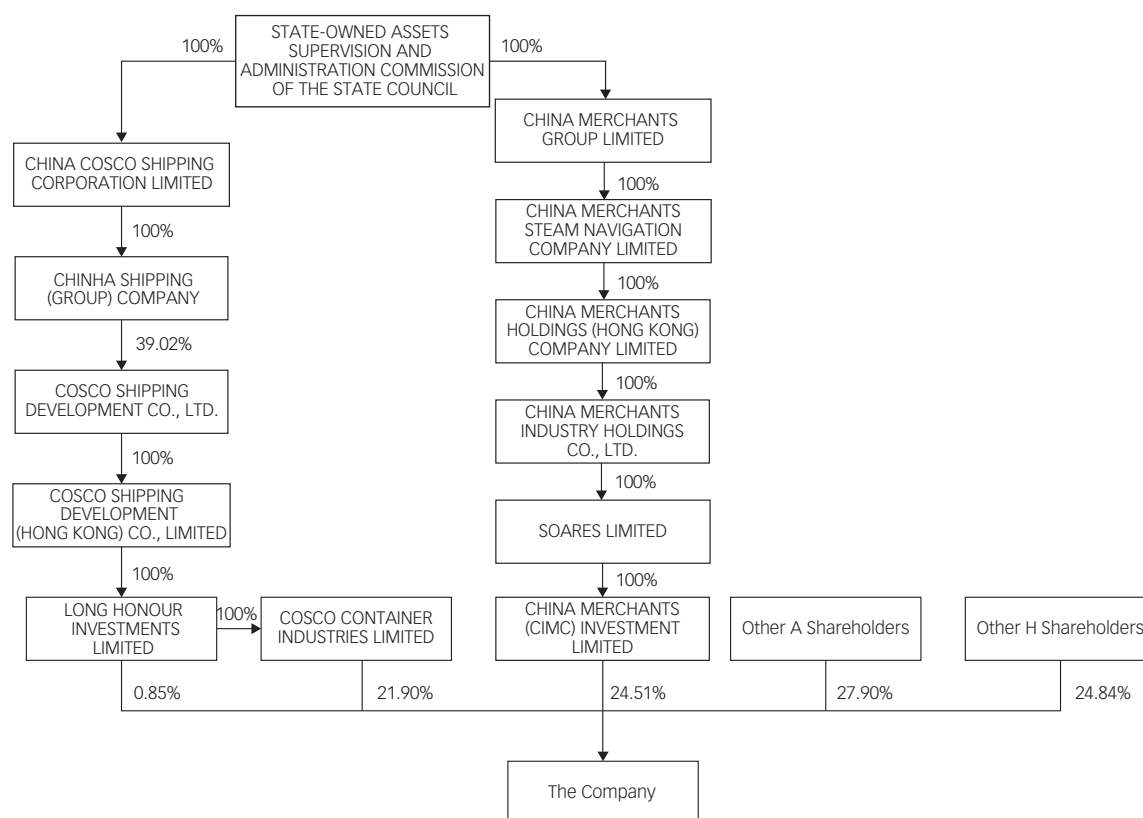 STATE-OWNED ASSETS
SUPERVISION AND
ADMINISTRATION COMMISSION
OF THE STATE COUNCIL
100%
100%
CHINA COSCO SHIPPING
CORPORATION LIMITED
100%
CHINHA SHIPPING
(GROUP) COMPANY
39.02%
COSCO SHIPPING
DEVELOPMENT CO., LTD.
100%
COSCO SHIPPING
DEVELOPMENT
(HONG KONG) CO., LIMITED
100%
LONG HONOUR
INVESTMENTS
LIMITED
100%
COSCO CONTAINER
INDUSTRIES LIMITED
CHINA MERCHANTS
GROUP LIMITED
100%
CHINA MERCHANTS
STEAM NAVIGATION
COMPANY LIMITED
100%
CHINA MERCHANTS
HOLDINGS (HONG KONG)
COMPANY LIMITED
100%
CHINA MERCHANTS
INDUSTRY HOLDINGS
CO., LTD.
100%
SOARES LIMITED
100%
CHINA MERCHANTS
(CIMC) INVESTMENT
LIMITED
Other A Shareholders
Other H Shareholders
0.85%
21.90%
24.51%
27.90%
24.84%
The Company